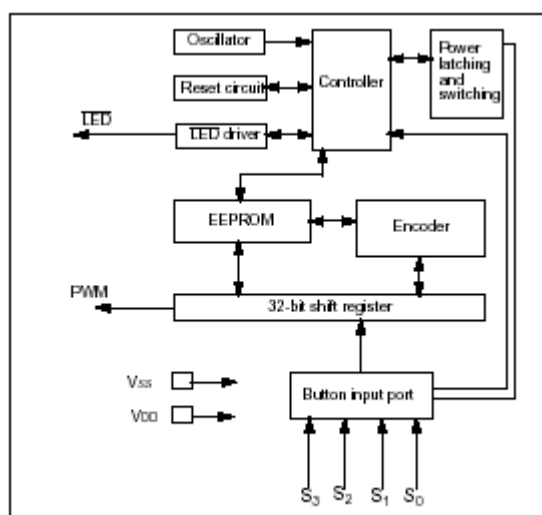 Oscillator
Reset circuit
Controller
Power
latching
and
switching
LED
LED driver
EEPROM
Encoder
PWM
32-bit shift register
VSS
VDD
Button input port
S3
S2
S1
S0